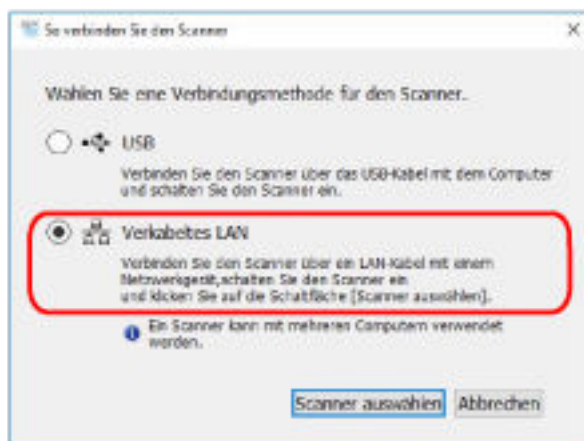 So verbinden Sie den Scanner
Wählen Sie eine Verbindungsmethode für den Scanner.
USB
Verbinden Sie den Scanner über das USB-Kabel mit dem Computer
und schalten Sie den Scanner ein.
Verkabeltes LAN
Verbinden Sie den Scanner über ein LAN-Kabel mit einem
Netzwerkgerät,schalten Sie den Scanner ein
und klicken Sie auf die Schaltfläche [Scanner auswählen].
Ein Scanner kann mit mehreren Computern verwendet
werden.
Scanner auswählen Abbrechen